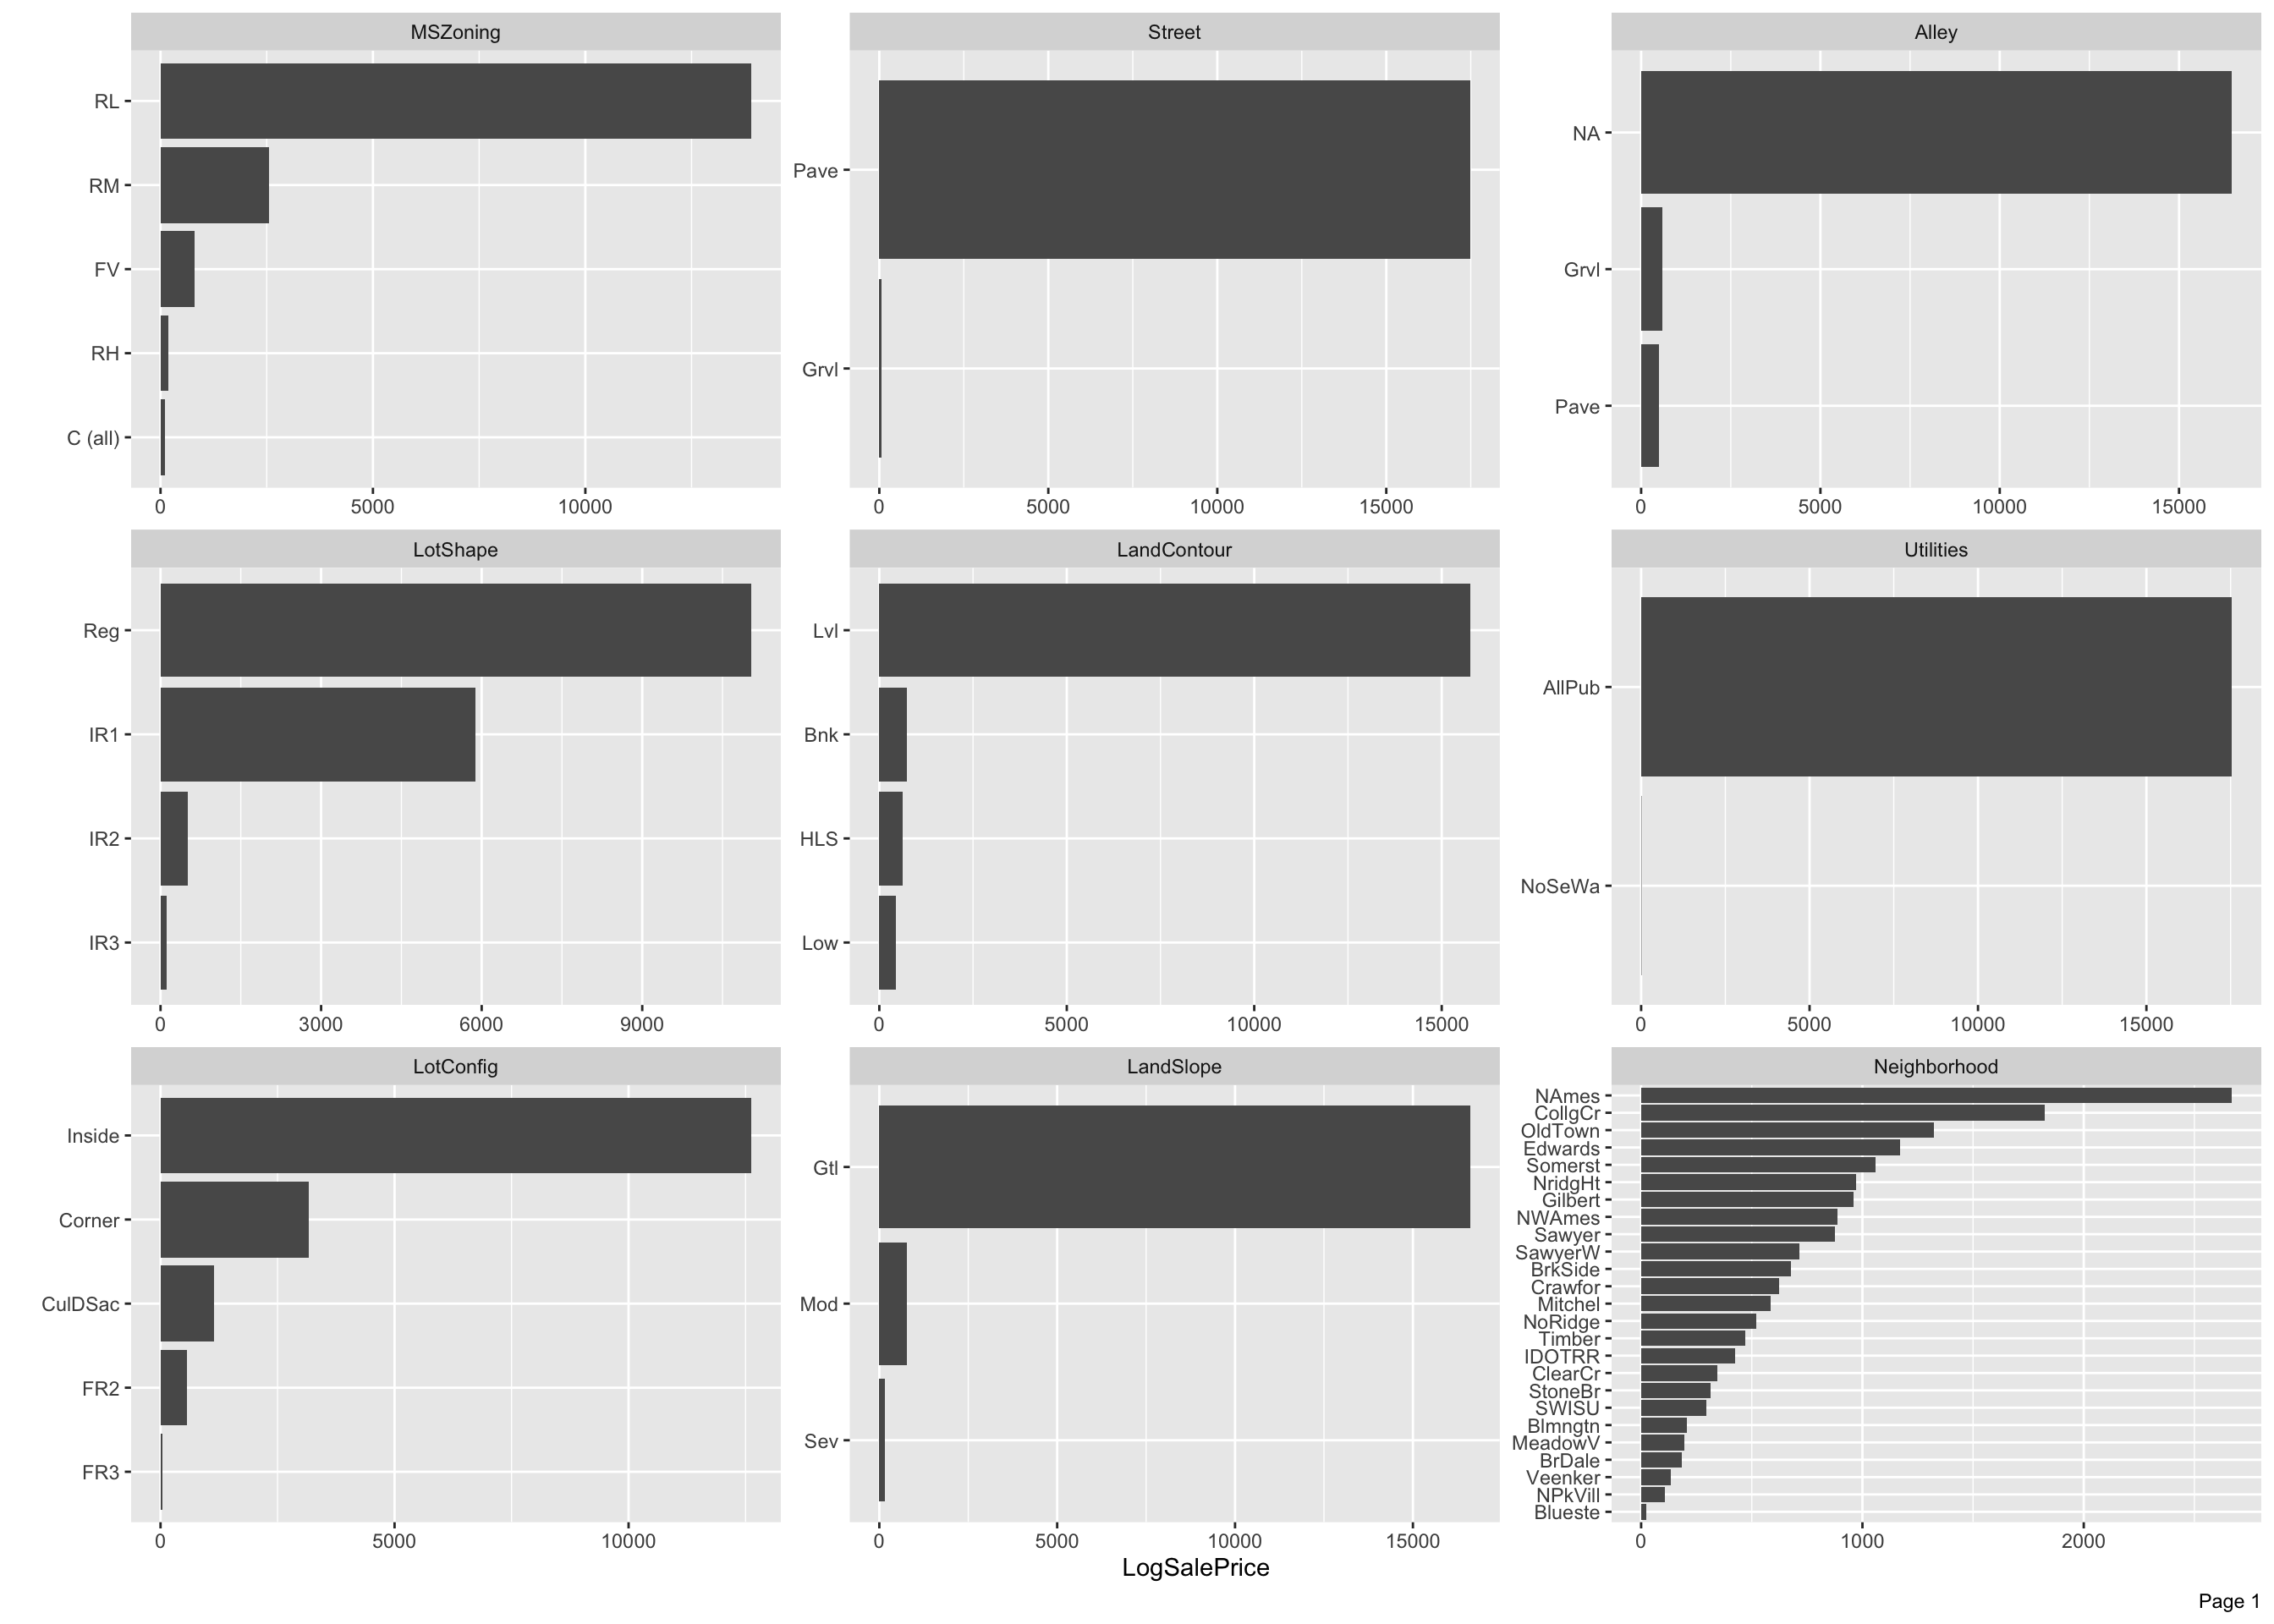 MSZoning
RL
RM
FV
RH
C (all)
0 5000 10000
Street
Pave
Grvl
0 5000 10000 15000
Alley
NA
Grvl
Pave
0 5000 10000 15000
LotShape
Reg
IR1
IR2
IR3
0 3000 6000 9000
LandContour
Lvl
Bnk
HLS
Low
0 5000 10000 15000
Utilities
AllPub
NoSeWa
0 5000 10000 15000
LotConfig
Inside
Corner
CulDSac
FR2
FR3
0 5000 10000
LandSlope
Gtl
Mod
Sev
0 5000 10000 15000
Neighborhood
NAmes
CollgCr
OldTown
Edwards
Somerst
NridgHt
Gilbert
NWAmes
Sawyer
SawyerW
BrkSide
Crawfor
Mitchel
NoRidge
Timber
IDOTRR
ClearCr
StoneBr
SWISU
Blmngtn
MeadowV
BrDale
Veenker
NPkVill
Blueste
0 1000 2000
LogSalePrice
Page 1